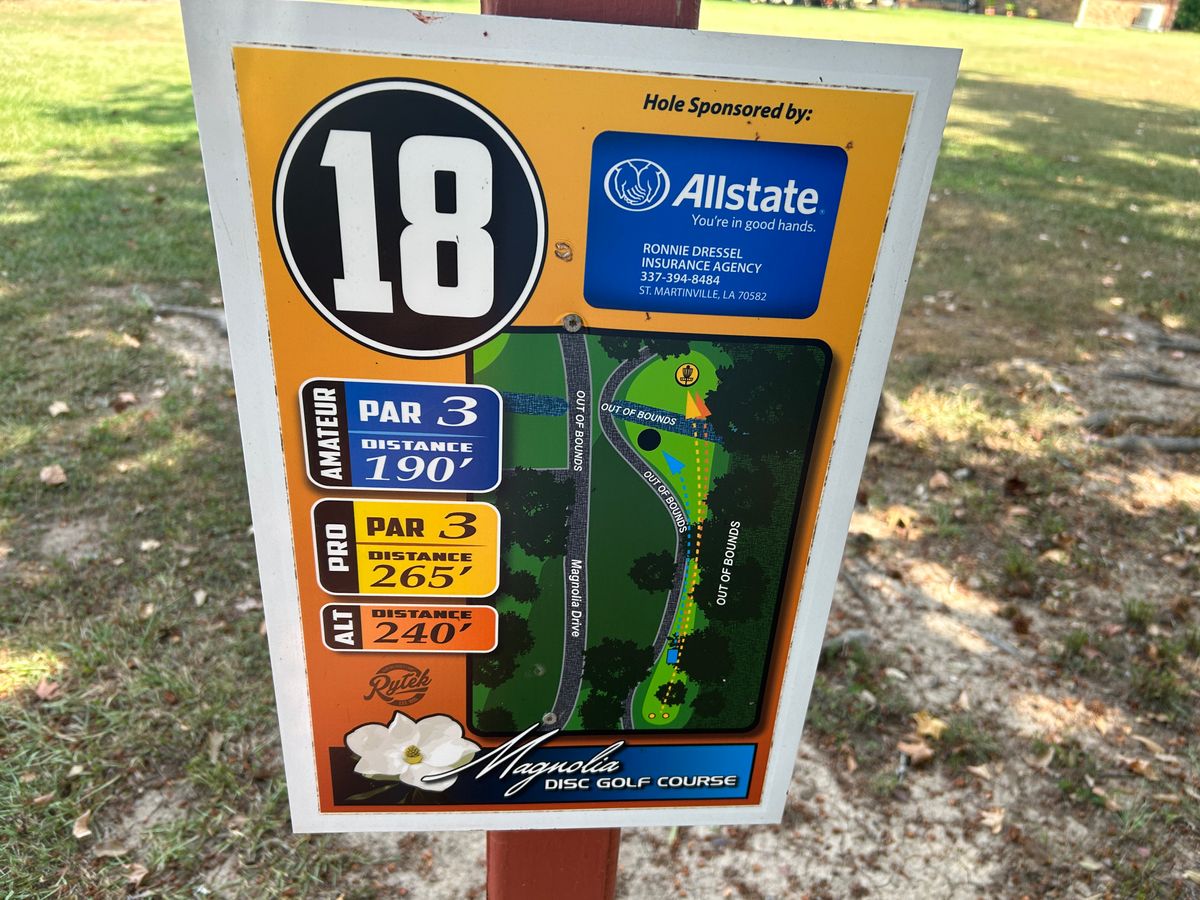 18
Hole Sponsored by:
Allstate
You're in good hands.
RONNIE DRESSEL
INSURANCE AGENCY
337-394-8484
ST. MARTINVILLE, LA 70582
AMATEUR
PAR 3
DISTANCE
190'
PRO
PAR 3
DISTANCE
265'
ALT
DISTANCE
240'
OUT OF BOUNDS
OUT OF BOUNDS
OUT OF BOUNDS
OUT OF BOUNDS
Magnolia Drive
Rytek
Magnolia
DISC GOLF COURSE